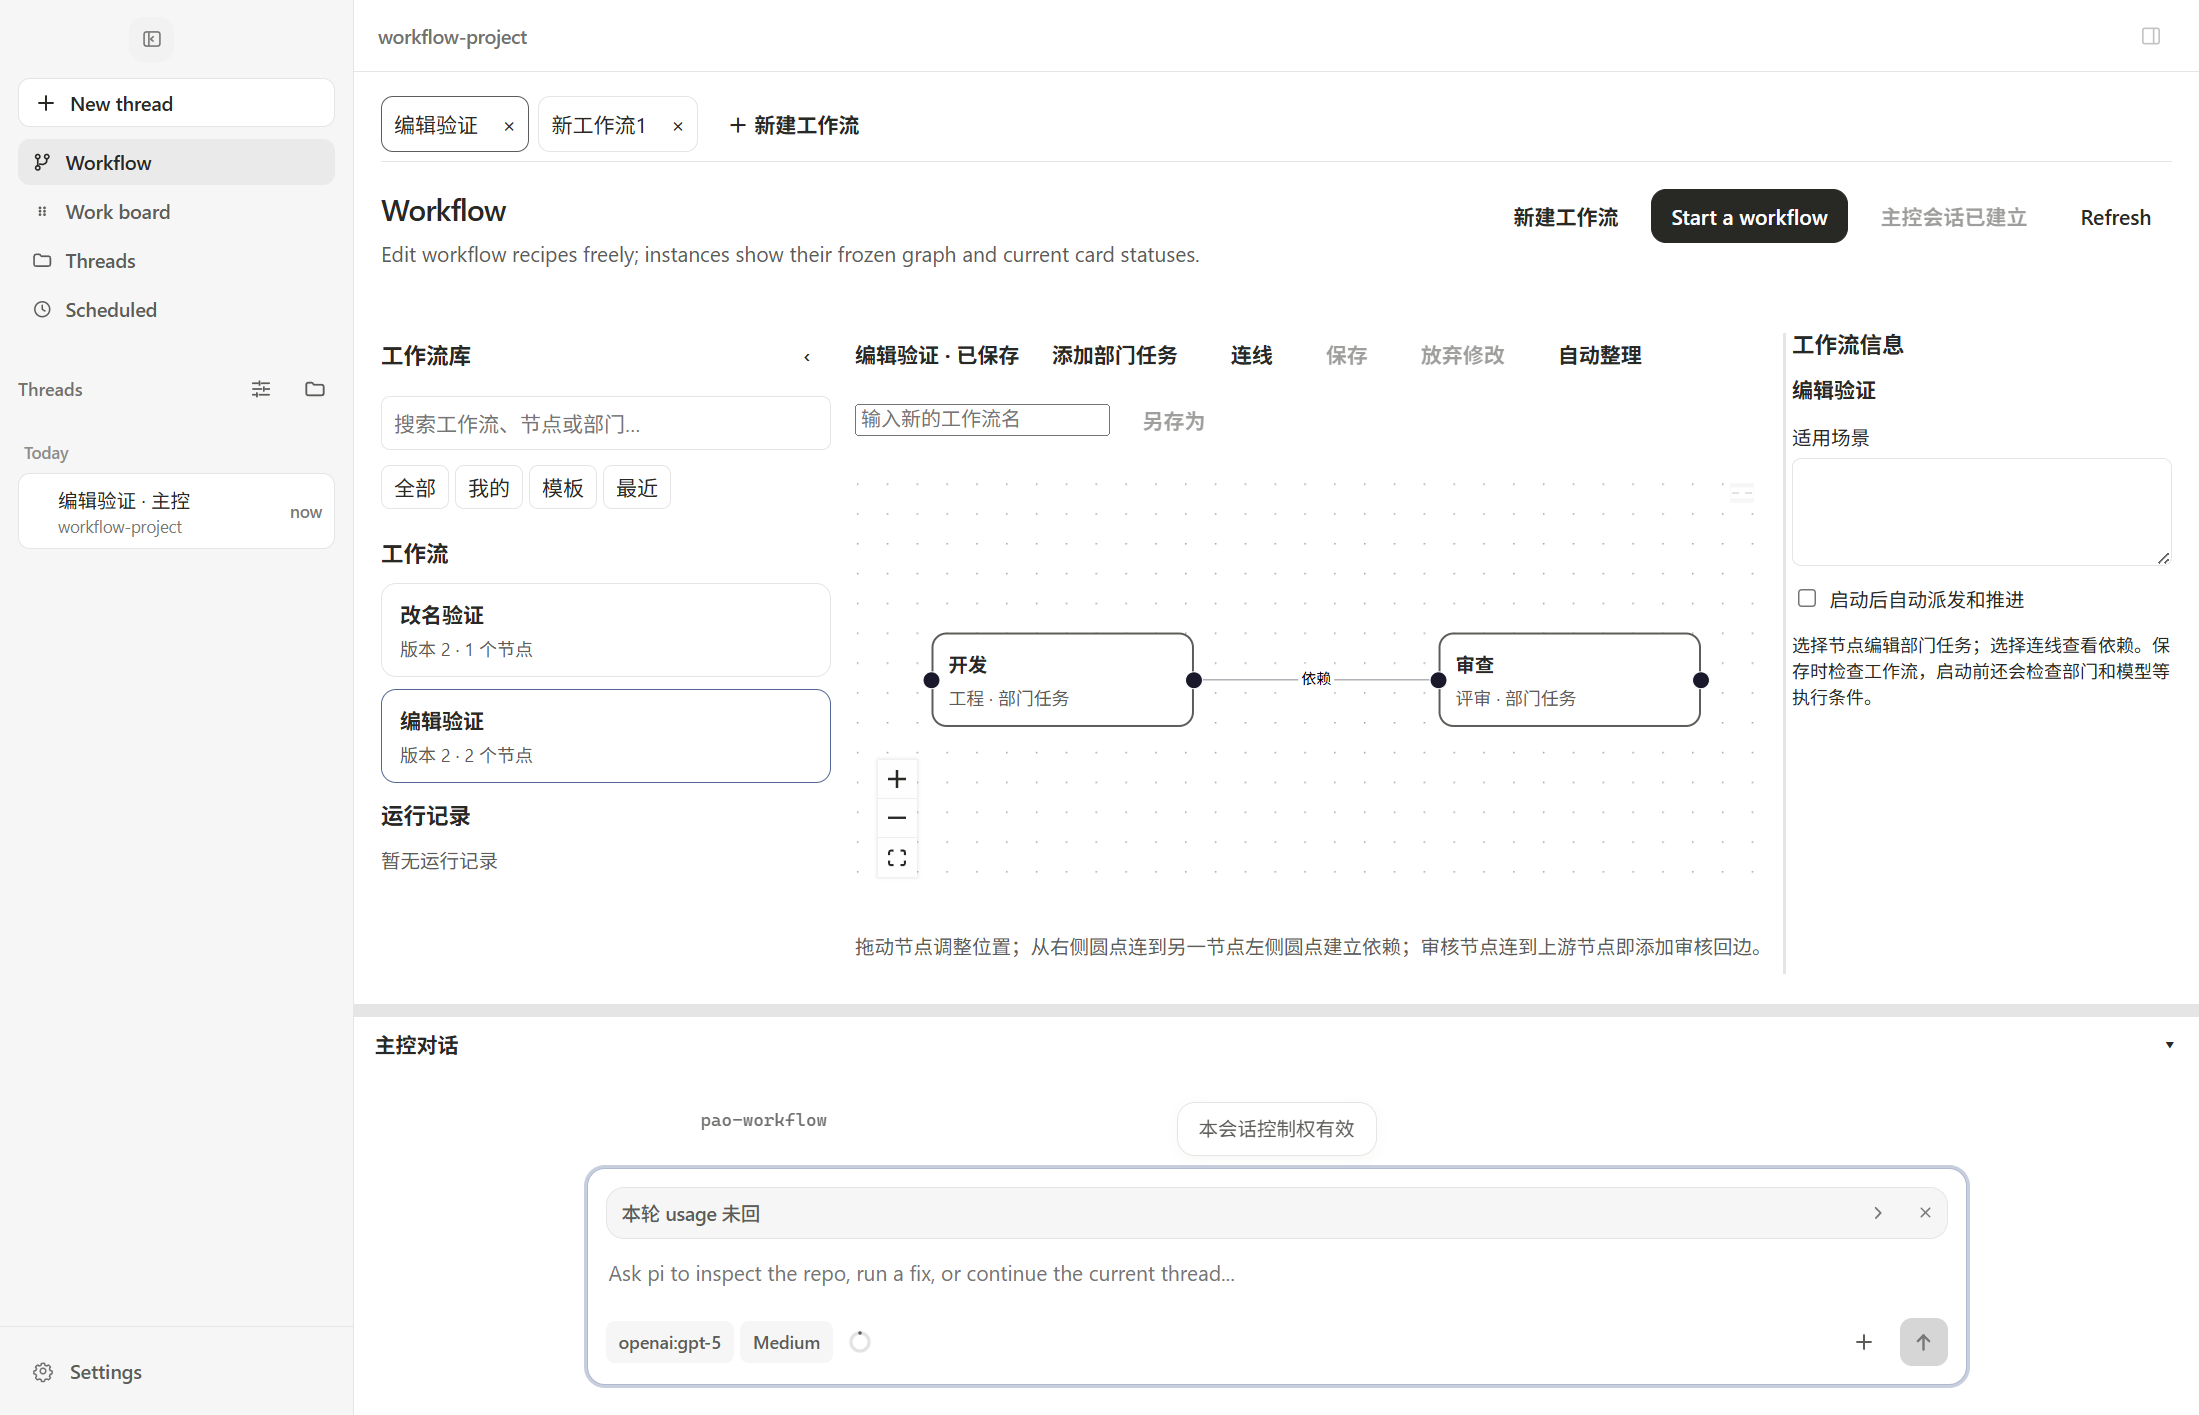 workflow-project
New thread
Workflow
Work board
Threads
Scheduled
Threads
Today
编辑验证 · 主控
workflow-project
now
Settings
编辑验证 ×
新工作流1 ×
+ 新建工作流
Workflow
Edit workflow recipes freely; instances show their frozen graph and current card statuses.
新建工作流
Start a workflow
主控会话已建立
Refresh
工作流库
搜索工作流、节点或部门...
全部
我的
模板
最近
工作流
改名验证
版本 2 · 1 个节点
编辑验证
版本 2 · 2 个节点
运行记录
暂无运行记录
编辑验证 · 已保存
添加部门任务
连线
保存
放弃修改
自动整理
输入新的工作流名
另存为
开发
工程 · 部门任务
依赖
审查
评审 · 部门任务
拖动节点调整位置；从右侧圆点连到另一节点左侧圆点建立依赖；审核节点连到上游节点即添加审核回边。
工作流信息
编辑验证
适用场景
启动后自动派发和推进
选择节点编辑部门任务；选择连线查看依赖。保
存时检查工作流，启动前还会检查部门和模型等
执行条件。
主控对话
pao-workflow
本会话控制权有效
本轮 usage 未回
Ask pi to inspect the repo, run a fix, or continue the current thread...
openai:gpt-5
Medium